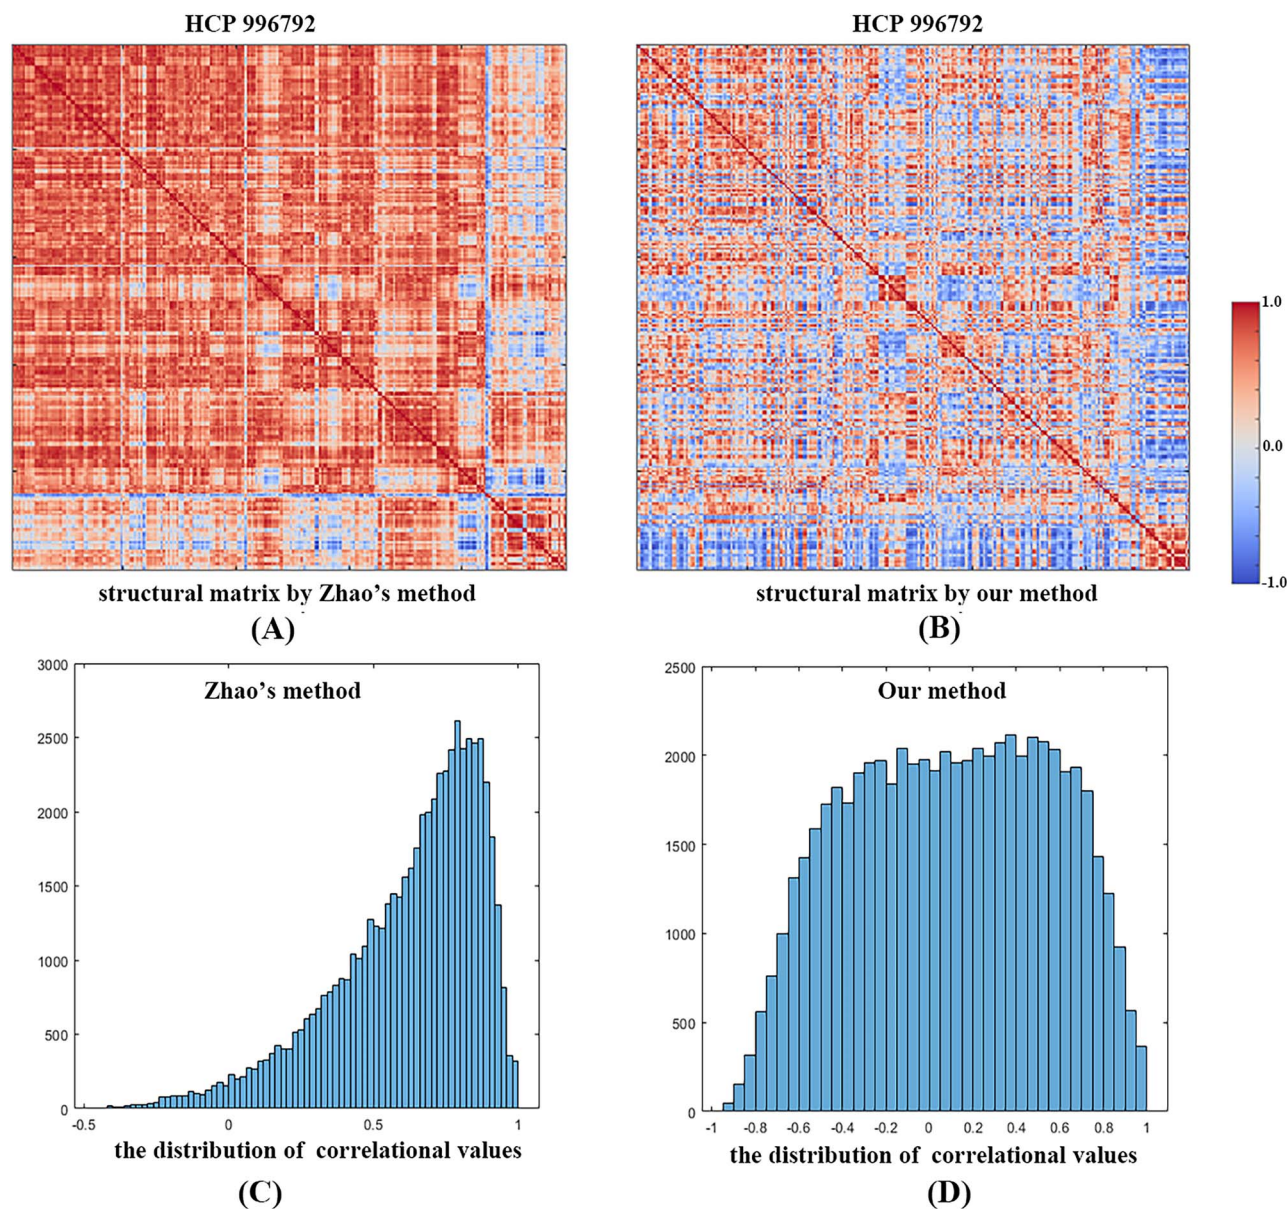 HCP 996792
HCP 996792
1.0
0.0
-1.0
structural matrix by Zhao's method
structural matrix by our method
(A)
(B)
3000
2500
2000
1500
1000
500
0
Zhao's method
-0.5
0
0.5
1
the distribution of correlational values
(C)
2500
2000
1500
1000
500
0
Our method
-1
-0.8
-0.6
-0.4
-0.2
0
0.2
0.4
0.6
0.8
1
the distribution of correlational values
(D)